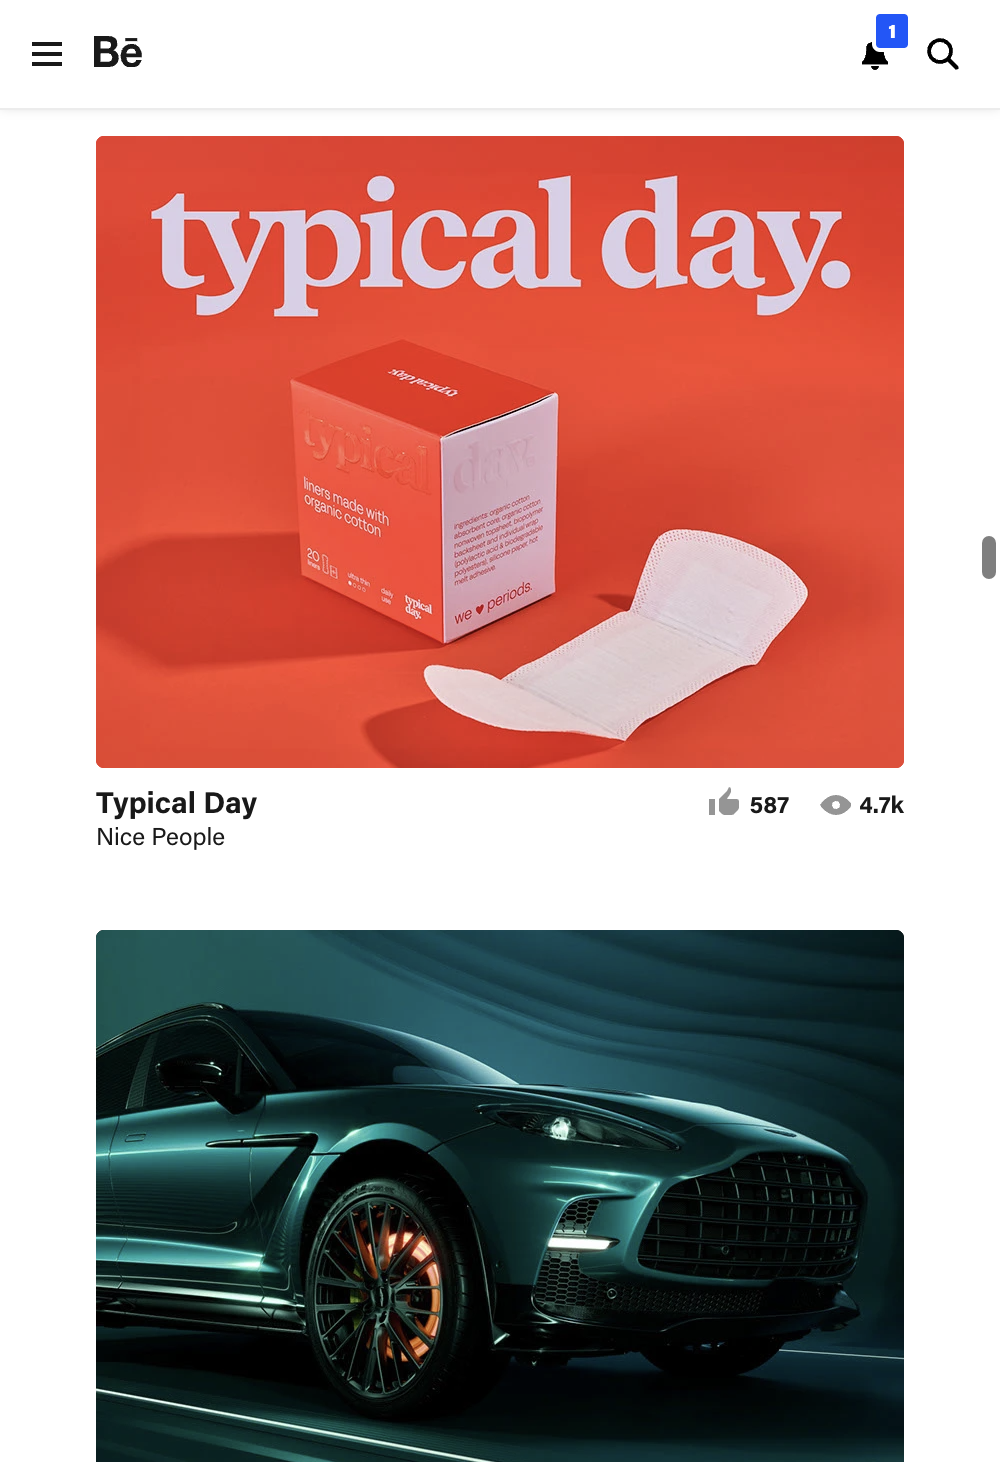 Bē
1
typical day.
typical day.
typical
day.
liners made with
organic cotton
ingredients: organic cotton
absorbent core, organic cotton
nonwoven topsheet, biopolymer
backsheet and individual wrap
(polylactic acid & biodegradable
polyesters), silicone paper, hot
melt adhesive.
20
liners
ultra thin
daily
use
typical
day.
we ♥ periods.
Typical Day
587
4.7k
Nice People